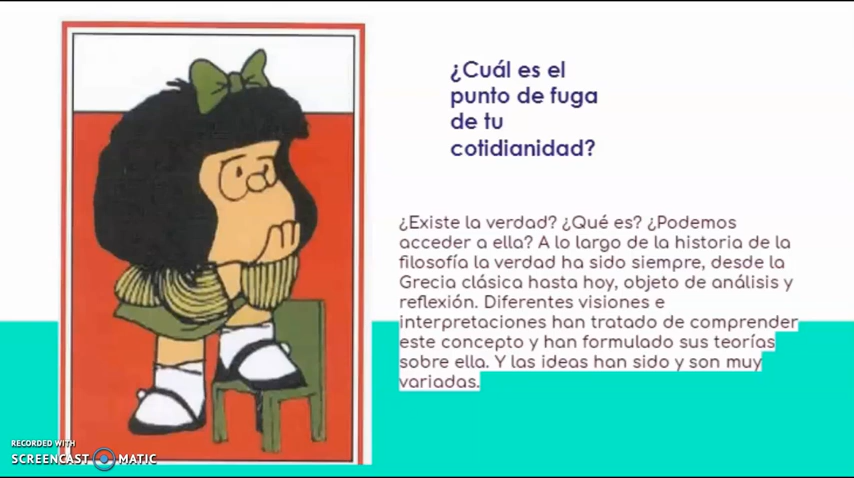 ¿Cuál es el
punto de fuga
de tu
cotidianidad?
¿Existe la verdad? ¿Qué es? ¿Podemos
acceder a ella? A lo largo de la historia de la
filosofía la verdad ha sido siempre, desde la
Grecia clásica hasta hoy, objeto de análisis y
reflexión. Diferentes visiones e
interpretaciones han tratado de comprender
este concepto y han formulado sus teorías
sobre ella. Y las ideas han sido y son muy
variadas.
RECORDED WITH
SCREENCAST MATIC